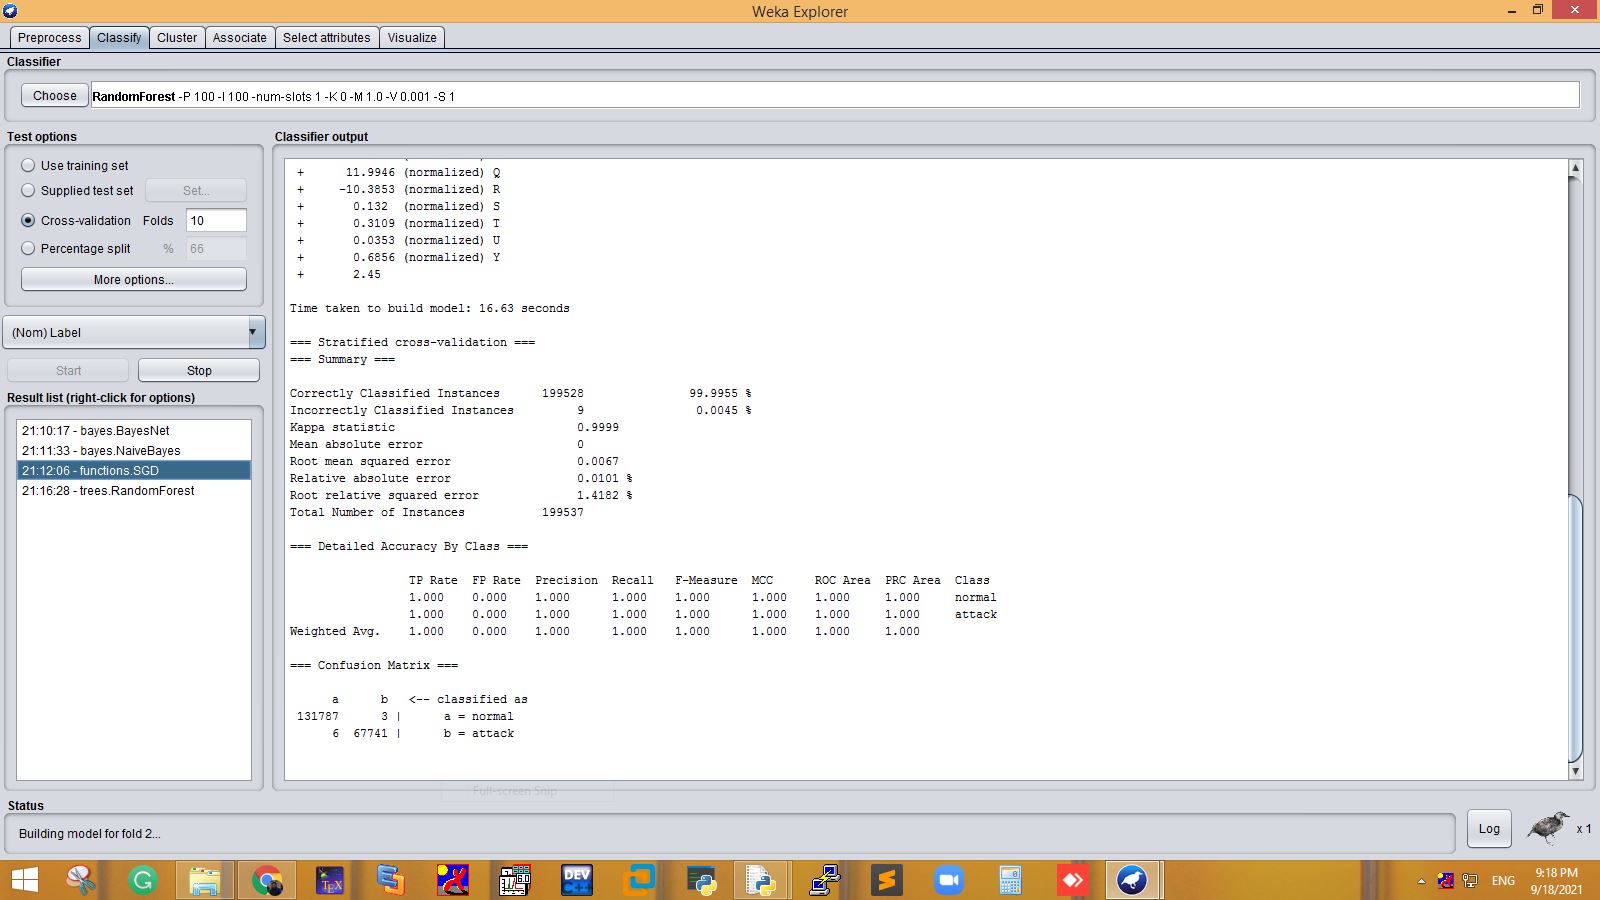 Weka Explorer
Preprocess Classify Cluster Associate Select attributes Visualize
Classifier
Choose RandomForest -P 100 -I 100 -num-slots 1 -K 0 -M 1.0 -V 0.001 -S 1
Test options
Use training set
Supplied test set Set...
Cross-validation Folds 10
Percentage split % 66
More options...
(Nom) Label
Start Stop
Result list (right-click for options)
21:10:17 - bayes.BayesNet
21:11:33 - bayes.NaiveBayes
21:12:06 - functions.SGD
21:16:28 - trees.RandomForest
Classifier output
+ 11.9946 (normalized) Q
+ -10.3853 (normalized) R
+ 0.132 (normalized) S
+ 0.3109 (normalized) T
+ 0.0353 (normalized) U
+ 0.6856 (normalized) Y
+ 2.45
Time taken to build model: 16.63 seconds
=== Stratified cross-validation ===
=== Summary ===
Correctly Classified Instances 199528 99.9955 %
Incorrectly Classified Instances 9 0.0045 %
Kappa statistic 0.9999
Mean absolute error 0
Root mean squared error 0.0067
Relative absolute error 0.0101 %
Root relative squared error 1.4182 %
Total Number of Instances 199537
=== Detailed Accuracy By Class ===
TP Rate FP Rate Precision Recall F-Measure MCC ROC Area PRC Area Class
1.000 0.000 1.000 1.000 1.000 1.000 1.000 1.000 normal
1.000 0.000 1.000 1.000 1.000 1.000 1.000 1.000 attack
Weighted Avg. 1.000 0.000 1.000 1.000 1.000 1.000 1.000 1.000
=== Confusion Matrix ===
a b <-- classified as
131787 3 | a = normal
6 67741 | b = attack
Full-screen Snip
Status
Building model for fold 2...
Log x 1
TEX
DEV
C++
ENG
9:18 PM
9/18/2021